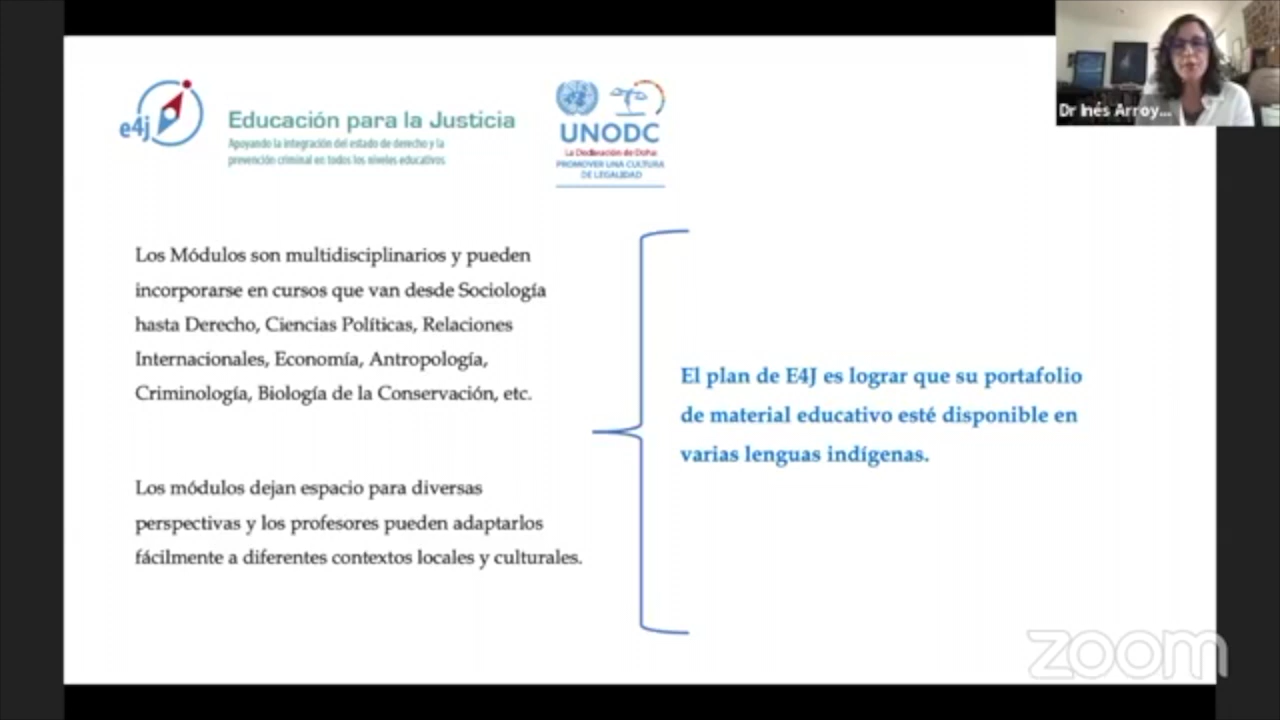 e4j
Educación para la Justicia
Apoyando la integración del estado de derecho y la
prevención criminal en todos los niveles educativos
UNODC
La Declaración de Doha:
PROMOVER UNA CULTURA
DE LEGALIDAD
Dr Inés Arroy...
Los Módulos son multidisciplinarios y pueden
incorporarse en cursos que van desde Sociología
hasta Derecho, Ciencias Políticas, Relaciones
Internacionales, Economía, Antropología,
Criminología, Biología de la Conservación, etc.
Los módulos dejan espacio para diversas
perspectivas y los profesores pueden adaptarlos
fácilmente a diferentes contextos locales y culturales.
El plan de E4J es lograr que su portafolio
de material educativo esté disponible en
varias lenguas indígenas.
zoom